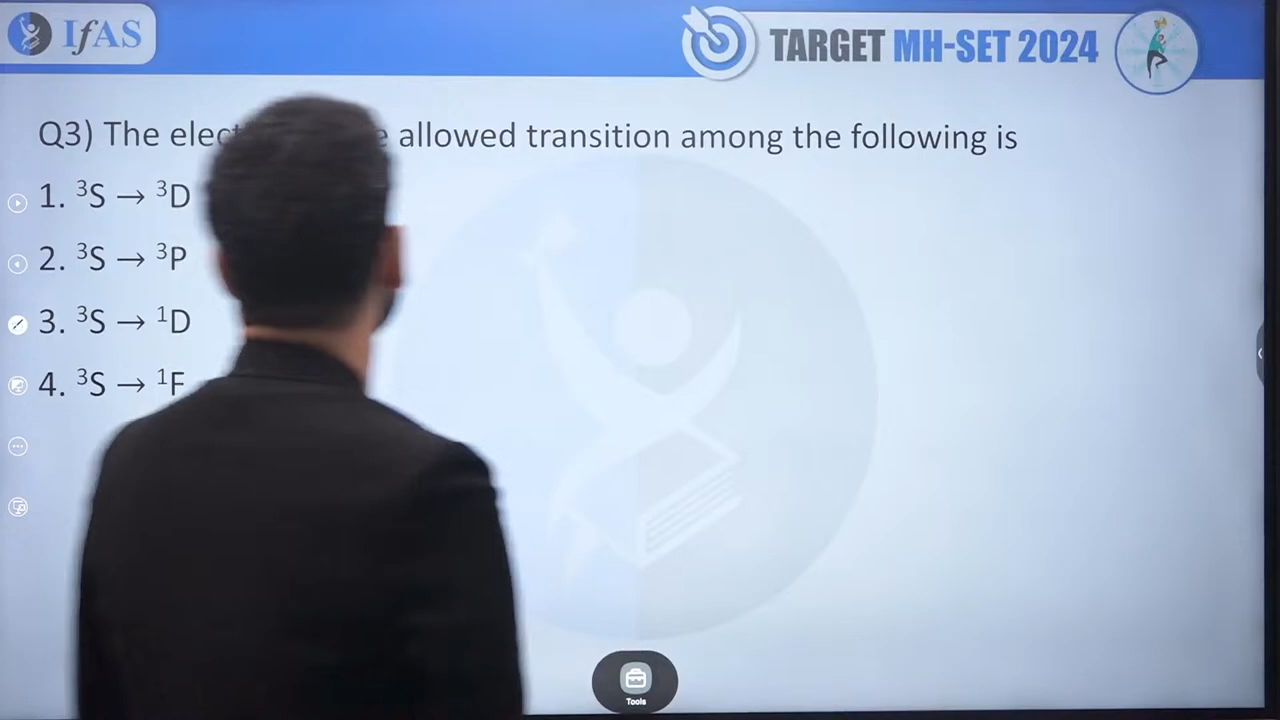 IfAS
TARGET MH-SET 2024
Q3) The allowed transition among the following is
1. ³S → ³D
2. ³S → ³P
3. ³S → ¹D
4. ³S → ¹F
Tools